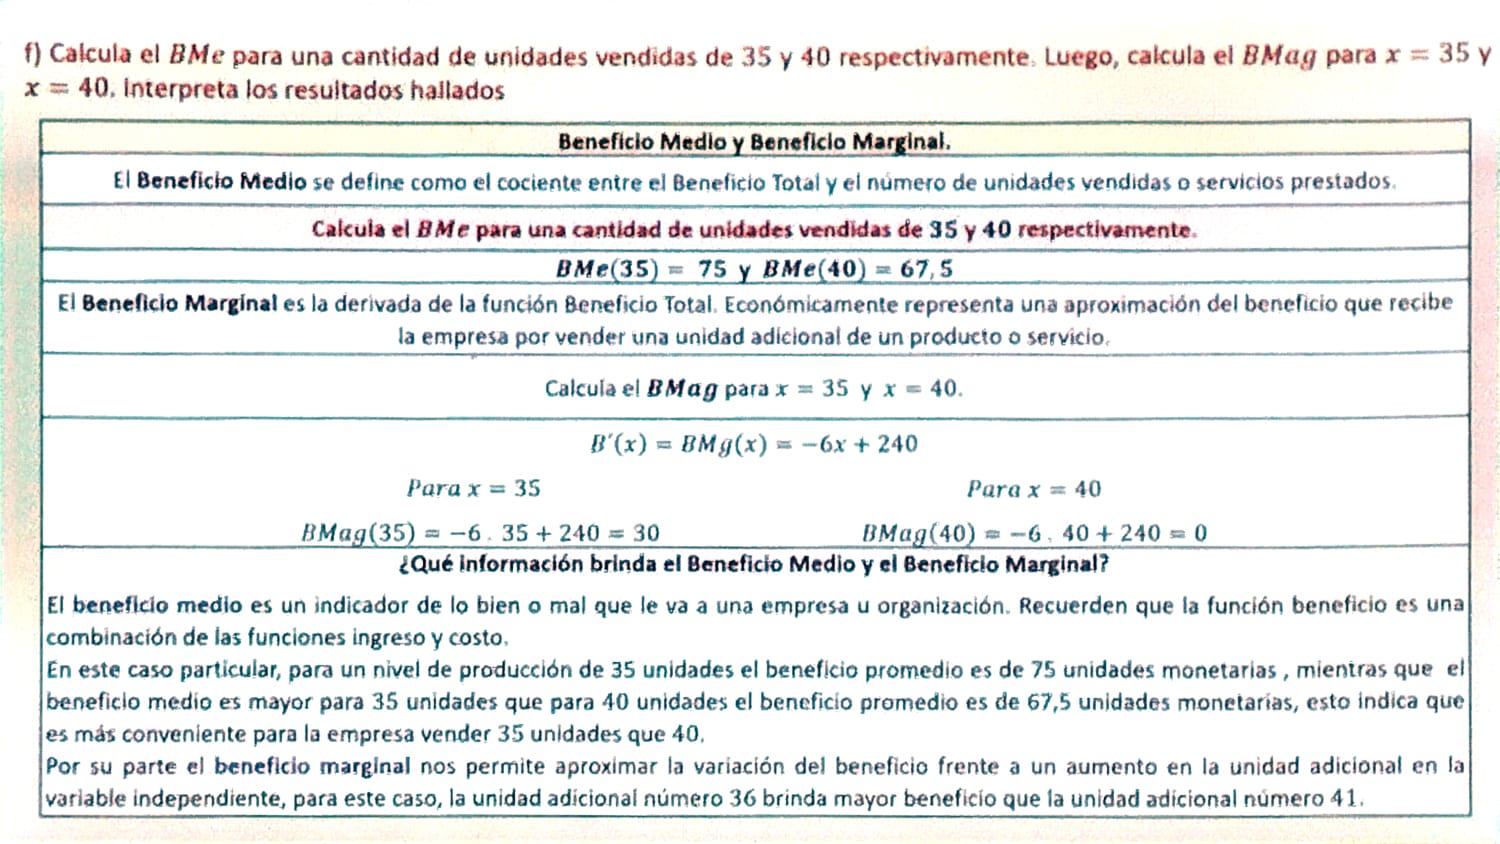 f) Calcula el BMe para una cantidad de unidades vendidas de 35 y 40 respectivamente. Luego, calcula el BMag para x = 35 y
x = 40. Interpreta los resultados hallados
Beneficio Medio y Beneficio Marginal.
El Beneficio Medio se define como el cociente entre el Beneficio Total y el número de unidades vendidas o servicios prestados.
Calcula el BMe para una cantidad de unidades vendidas de 35 y 40 respectivamente.
BMe(35) = 75 y BMe(40) = 67,5
El Beneficio Marginal es la derivada de la función Beneficio Total. Económicamente representa una aproximación del beneficio que recibe
la empresa por vender una unidad adicional de un producto o servicio.
Calcula el BMag para x = 35 y x = 40.
B′(x) = BMg(x) = −6x + 240
Para x = 35 Para x = 40
BMag(35) = −6 . 35 + 240 = 30 BMag(40) = −6 . 40 + 240 = 0
¿Qué información brinda el Beneficio Medio y el Beneficio Marginal?
El beneficio medio es un indicador de lo bien o mal que le va a una empresa u organización. Recuerden que la función beneficio es una
combinación de las funciones ingreso y costo.
En este caso particular, para un nivel de producción de 35 unidades el beneficio promedio es de 75 unidades monetarias , mientras que el
beneficio medio es mayor para 35 unidades que para 40 unidades el beneficio promedio es de 67,5 unidades monetarias, esto indica que
es más conveniente para la empresa vender 35 unidades que 40.
Por su parte el beneficio marginal nos permite aproximar la variación del beneficio frente a un aumento en la unidad adicional en la
variable independiente, para este caso, la unidad adicional número 36 brinda mayor beneficio que la unidad adicional número 41.